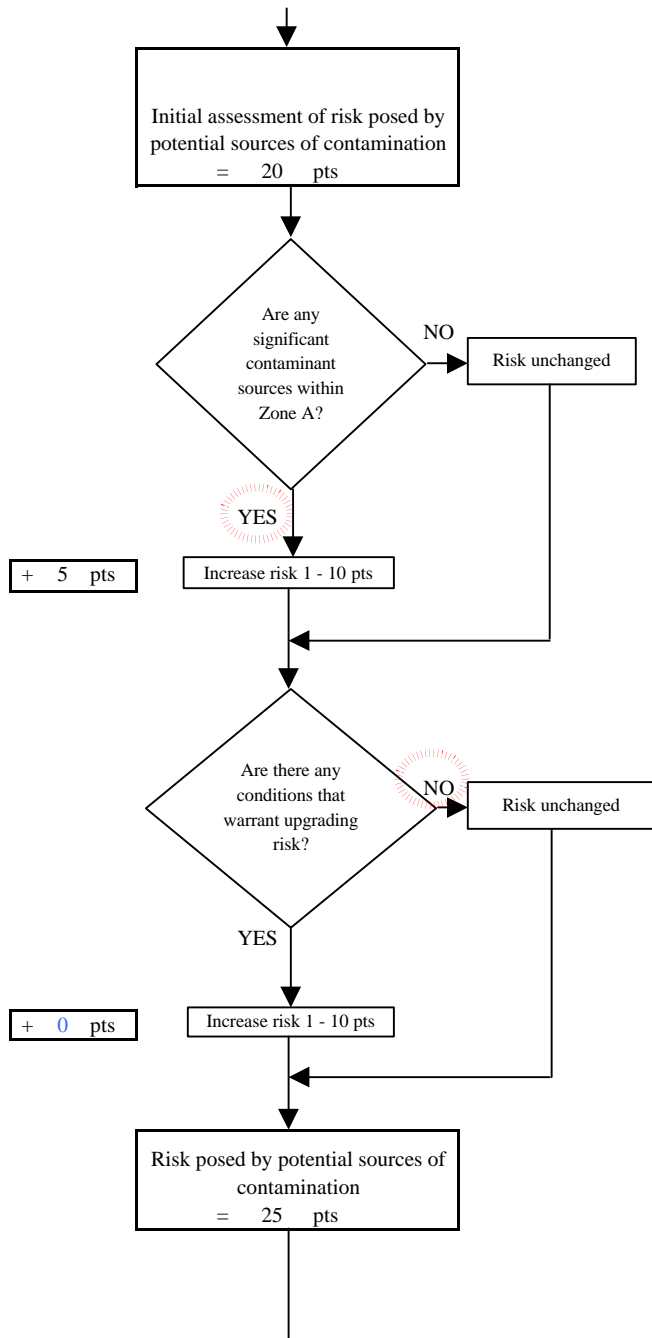 Initial assessment of risk posed by
potential sources of contamination
= 20 pts
Are any
significant
contaminant
sources within
Zone A?
NO
Risk unchanged
YES
+ 5 pts
Increase risk 1 - 10 pts
Are there any
conditions that
warrant upgrading
risk?
NO
Risk unchanged
YES
+ 0 pts
Increase risk 1 - 10 pts
Risk posed by potential sources of
contamination
= 25 pts